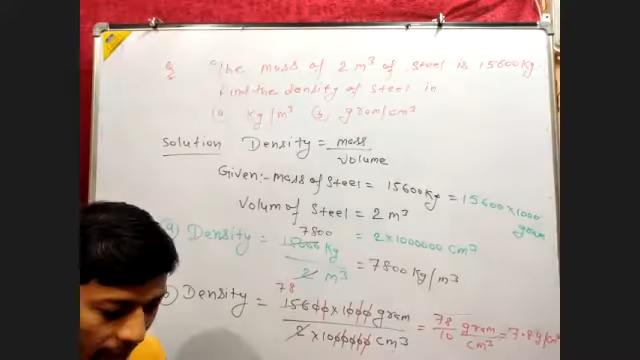 Q The mass of 2 m³ of steel is 15600 kg.
Find the density of steel in
kg/m³ (b) gram/cm³
Solution Density = mass / Volume
Given:- mass of steel = 15600 kg = 15600 × 1000 gram
Volum of steel = 2 m³ = 2 × 1000000 cm³
a) Density = 15600 kg / 2 m³ 7800 = 7800 kg/m³
b) Density = 15600 × 1000 gram / 2 × 1000000 cm³ 78 = 78 gram / 10 cm³ = 7.8 g/cm³